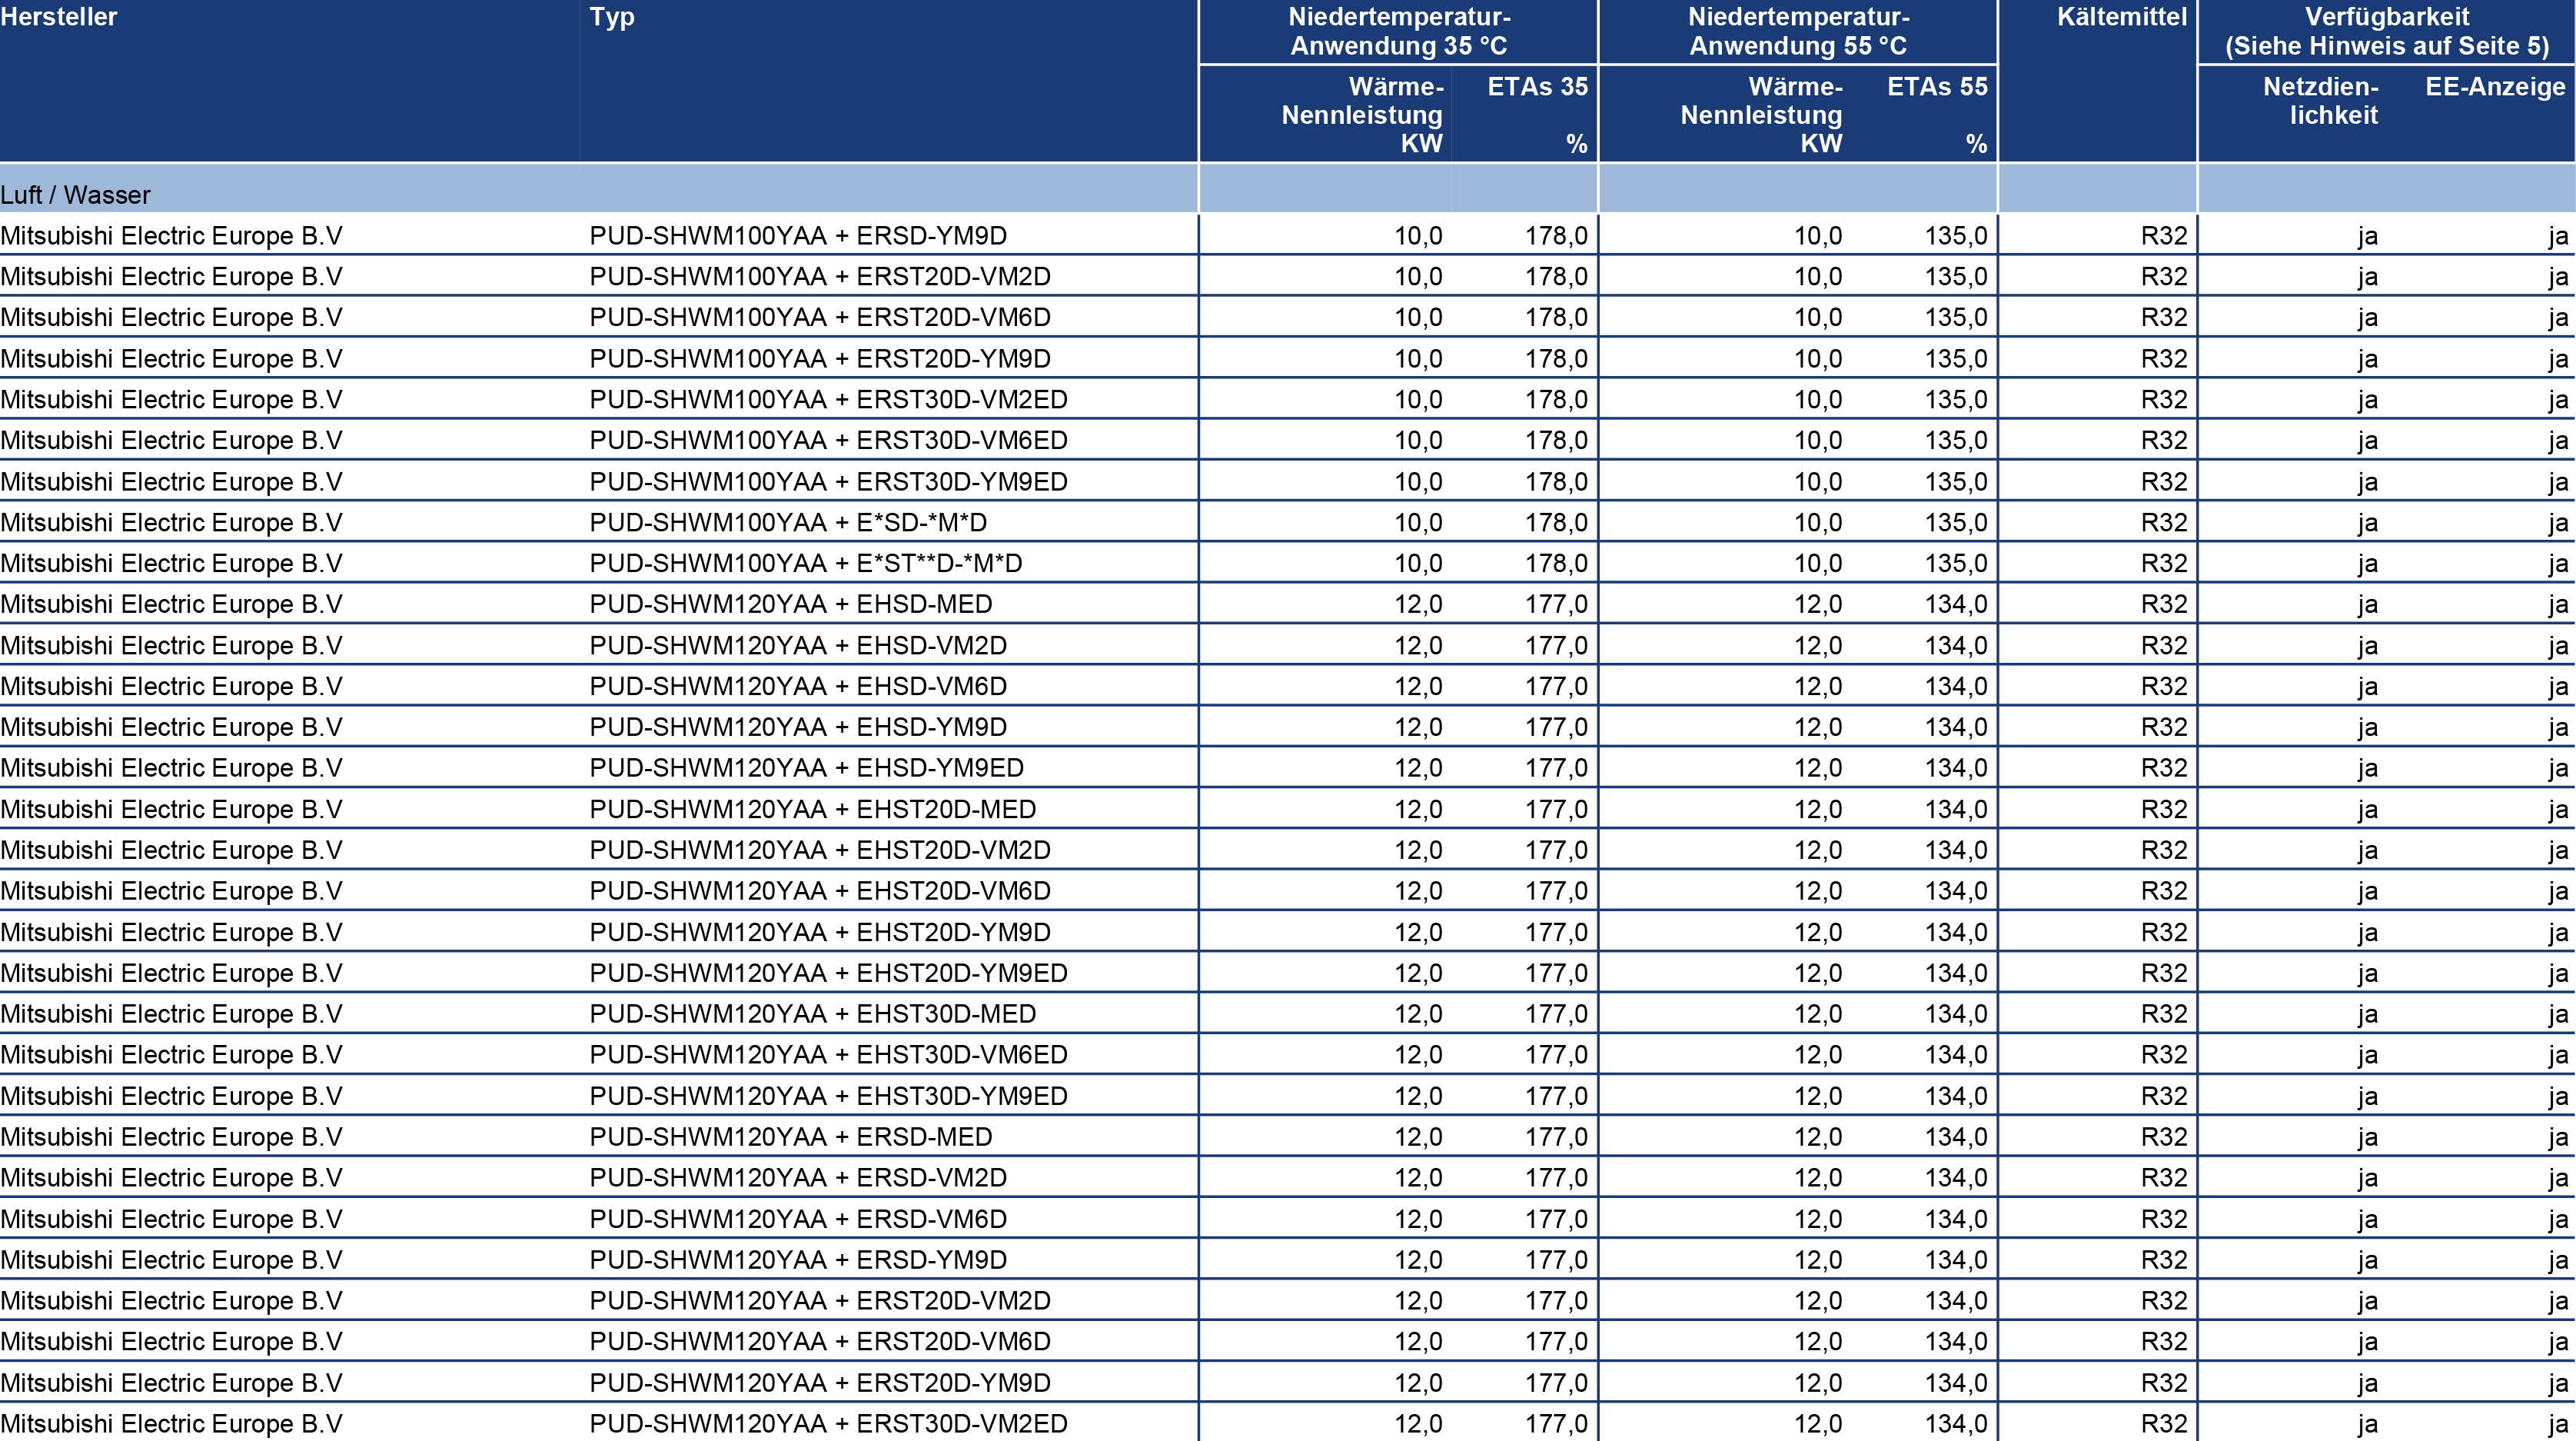 Hersteller Typ Niedertemperatur- Niedertemperatur- Kältemittel Verfügbarkeit
Anwendung 35 °C Anwendung 55 °C (Siehe Hinweis auf Seite 5)
Wärme- ETAs 35 Wärme- ETAs 55 Netzdien- EE-Anzeige
Nennleistung Nennleistung lichkeit
KW % KW %
Luft / Wasser
Mitsubishi Electric Europe B.V PUD-SHWM100YAA + ERSD-YM9D 10,0 178,0 10,0 135,0 R32 ja ja
Mitsubishi Electric Europe B.V PUD-SHWM100YAA + ERST20D-VM2D 10,0 178,0 10,0 135,0 R32 ja ja
Mitsubishi Electric Europe B.V PUD-SHWM100YAA + ERST20D-VM6D 10,0 178,0 10,0 135,0 R32 ja ja
Mitsubishi Electric Europe B.V PUD-SHWM100YAA + ERST20D-YM9D 10,0 178,0 10,0 135,0 R32 ja ja
Mitsubishi Electric Europe B.V PUD-SHWM100YAA + ERST30D-VM2ED 10,0 178,0 10,0 135,0 R32 ja ja
Mitsubishi Electric Europe B.V PUD-SHWM100YAA + ERST30D-VM6ED 10,0 178,0 10,0 135,0 R32 ja ja
Mitsubishi Electric Europe B.V PUD-SHWM100YAA + ERST30D-YM9ED 10,0 178,0 10,0 135,0 R32 ja ja
Mitsubishi Electric Europe B.V PUD-SHWM100YAA + E*SD-*M*D 10,0 178,0 10,0 135,0 R32 ja ja
Mitsubishi Electric Europe B.V PUD-SHWM100YAA + E*ST**D-*M*D 10,0 178,0 10,0 135,0 R32 ja ja
Mitsubishi Electric Europe B.V PUD-SHWM120YAA + EHSD-MED 12,0 177,0 12,0 134,0 R32 ja ja
Mitsubishi Electric Europe B.V PUD-SHWM120YAA + EHSD-VM2D 12,0 177,0 12,0 134,0 R32 ja ja
Mitsubishi Electric Europe B.V PUD-SHWM120YAA + EHSD-VM6D 12,0 177,0 12,0 134,0 R32 ja ja
Mitsubishi Electric Europe B.V PUD-SHWM120YAA + EHSD-YM9D 12,0 177,0 12,0 134,0 R32 ja ja
Mitsubishi Electric Europe B.V PUD-SHWM120YAA + EHSD-YM9ED 12,0 177,0 12,0 134,0 R32 ja ja
Mitsubishi Electric Europe B.V PUD-SHWM120YAA + EHST20D-MED 12,0 177,0 12,0 134,0 R32 ja ja
Mitsubishi Electric Europe B.V PUD-SHWM120YAA + EHST20D-VM2D 12,0 177,0 12,0 134,0 R32 ja ja
Mitsubishi Electric Europe B.V PUD-SHWM120YAA + EHST20D-VM6D 12,0 177,0 12,0 134,0 R32 ja ja
Mitsubishi Electric Europe B.V PUD-SHWM120YAA + EHST20D-YM9D 12,0 177,0 12,0 134,0 R32 ja ja
Mitsubishi Electric Europe B.V PUD-SHWM120YAA + EHST20D-YM9ED 12,0 177,0 12,0 134,0 R32 ja ja
Mitsubishi Electric Europe B.V PUD-SHWM120YAA + EHST30D-MED 12,0 177,0 12,0 134,0 R32 ja ja
Mitsubishi Electric Europe B.V PUD-SHWM120YAA + EHST30D-VM6ED 12,0 177,0 12,0 134,0 R32 ja ja
Mitsubishi Electric Europe B.V PUD-SHWM120YAA + EHST30D-YM9ED 12,0 177,0 12,0 134,0 R32 ja ja
Mitsubishi Electric Europe B.V PUD-SHWM120YAA + ERSD-MED 12,0 177,0 12,0 134,0 R32 ja ja
Mitsubishi Electric Europe B.V PUD-SHWM120YAA + ERSD-VM2D 12,0 177,0 12,0 134,0 R32 ja ja
Mitsubishi Electric Europe B.V PUD-SHWM120YAA + ERSD-VM6D 12,0 177,0 12,0 134,0 R32 ja ja
Mitsubishi Electric Europe B.V PUD-SHWM120YAA + ERSD-YM9D 12,0 177,0 12,0 134,0 R32 ja ja
Mitsubishi Electric Europe B.V PUD-SHWM120YAA + ERST20D-VM2D 12,0 177,0 12,0 134,0 R32 ja ja
Mitsubishi Electric Europe B.V PUD-SHWM120YAA + ERST20D-VM6D 12,0 177,0 12,0 134,0 R32 ja ja
Mitsubishi Electric Europe B.V PUD-SHWM120YAA + ERST20D-YM9D 12,0 177,0 12,0 134,0 R32 ja ja
Mitsubishi Electric Europe B.V PUD-SHWM120YAA + ERST30D-VM2ED 12,0 177,0 12,0 134,0 R32 ja ja